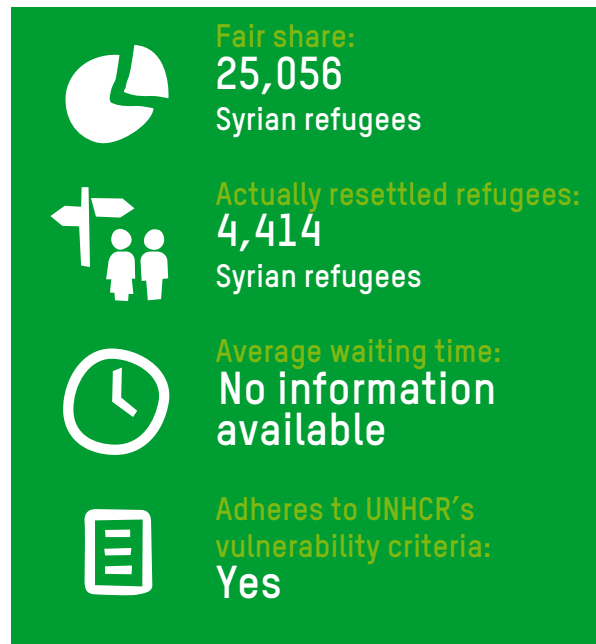 Fair share:
25,056
Syrian refugees
Actually resettled refugees:
4,414
Syrian refugees
Average waiting time:
No information
available
Adheres to UNHCR’s
vulnerability criteria:
Yes